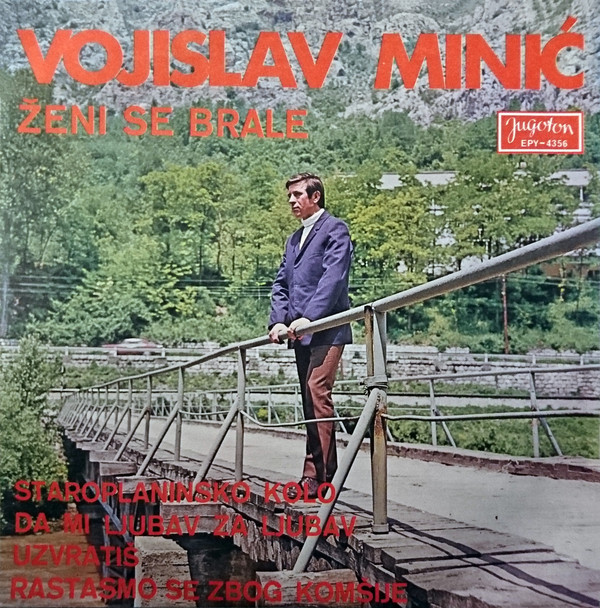 VOJISLAV MINIĆ
ŽENI SE BRALE
Jugoton
EPY-4356
STAROPLANINSKO KOLO
DA MI LJUBAV ZA LJUBAV
UZVRATIŠ
RASTASMO SE ZBOG KOMŠIJE